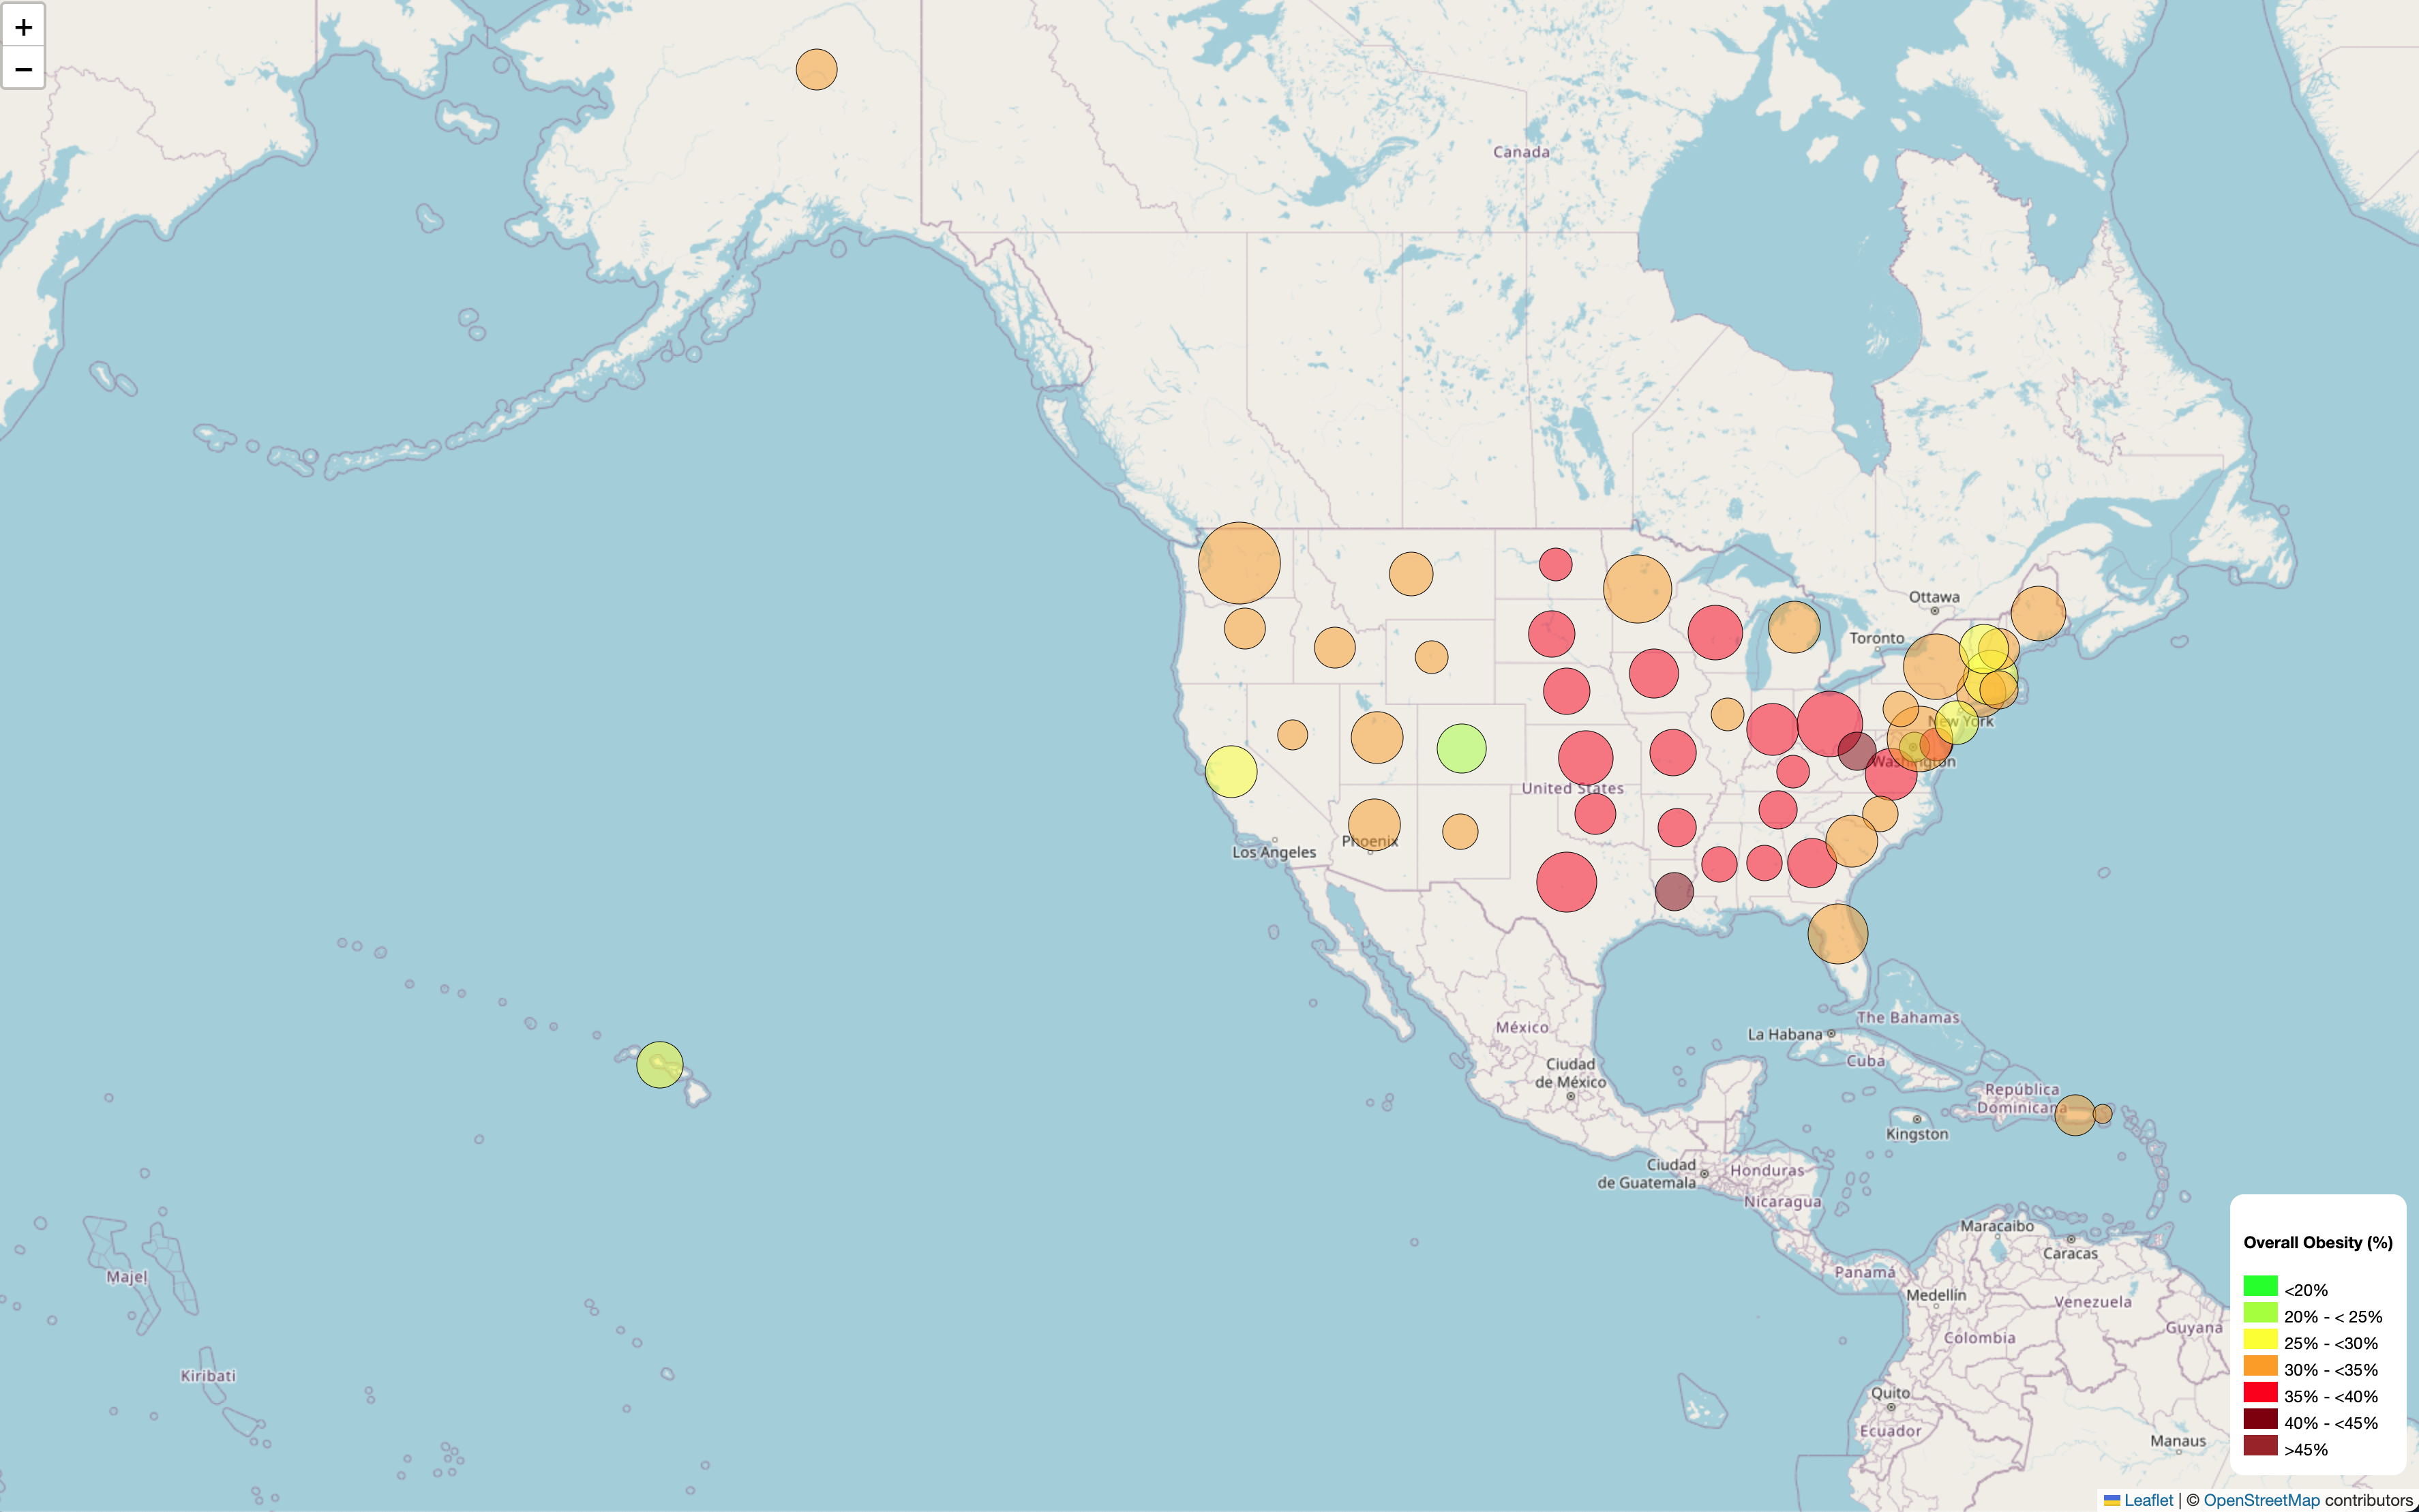 +
−
Canada
Ottawa
Toronto
New York
Washington
United States
Los Angeles
Phoenix
México
Ciudad
de México
La Habana
The Bahamas
Cuba
República
Dominicana
Kingston
Ciudad
de Guatemala
Honduras
Nicaragua
Maracaibo
Caracas
Panamá
Medellín
Venezuela
Guyana
Colombia
Quito
Ecuador
Manaus
Majeļ
Kiribati
Overall Obesity (%)
<20%
20% - < 25%
25% - <30%
30% - <35%
35% - <40%
40% - <45%
>45%
Leaflet | © OpenStreetMap contributors